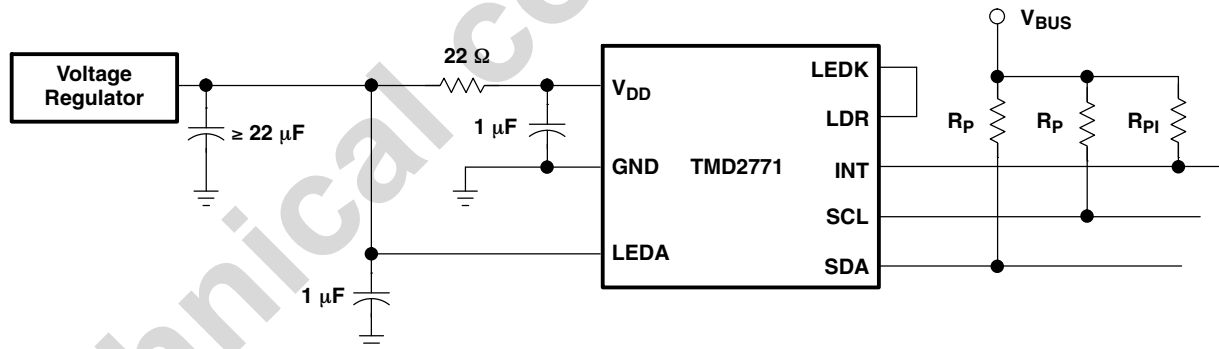 V_BUS
22 Ω
Voltage
Regulator
V_DD
LEDK
LDR
≥ 22 μF
1 μF
R_P
R_P
R_PI
GND
TMD2771
INT
SCL
LEDA
SDA
1 μF